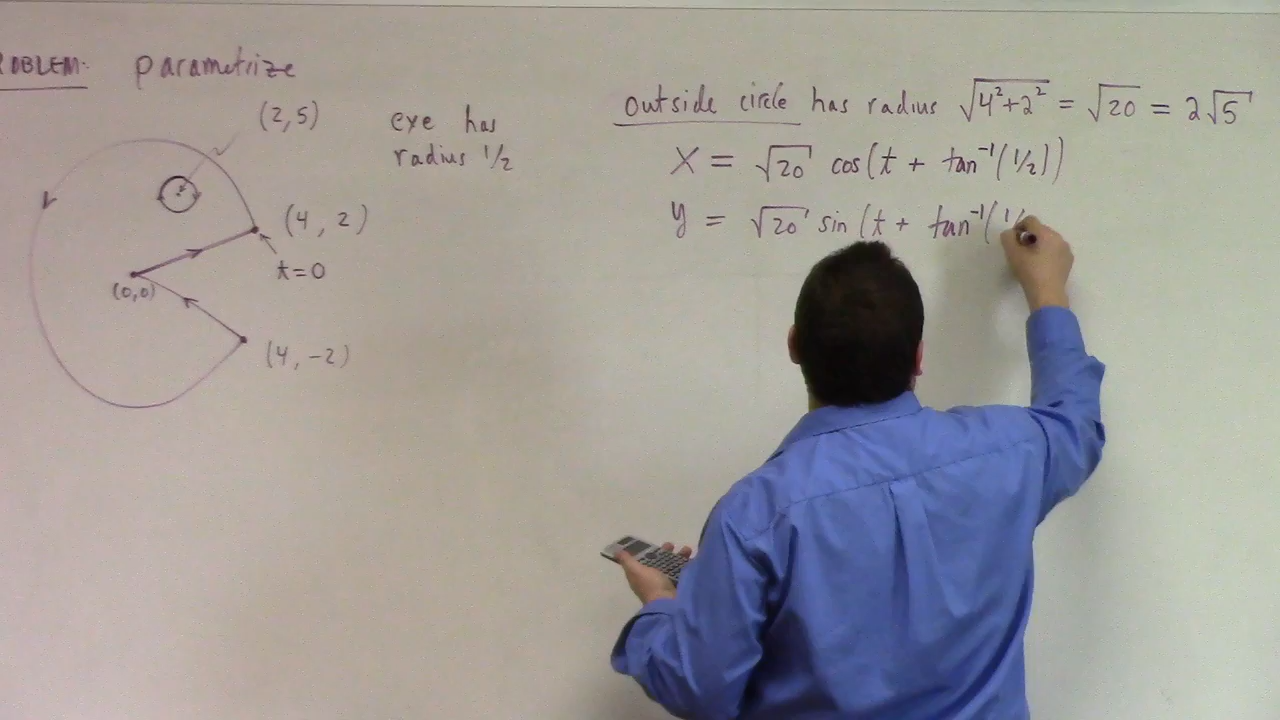 ROBLEM: parametrize
(2,5)
eye has
radius 1/2
(4, 2)
t=0
(0,0)
(4, -2)
outside circle has radius √4²+2² = √20 = 2√5
X = √20 cos(t + tan⁻¹(1/2))
y = √20 sin(t + tan⁻¹(1/